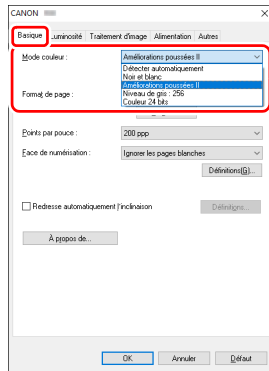 CANON
Basique Luminosité Traitement d'image Alimentation Autres
Mode couleur : Améliorations poussées II
Détecter automatiquement
Noir et blanc
Améliorations poussées II
Niveau de gris : 256
Couleur 24 bits
Format de page :
Points par pouce : 200 ppp
Face de numérisation : Ignorer les pages blanches
Définitions(G)...
Redresse automatiquement l'inclinaison Définitions...
À propos de...
OK Annuler Défaut